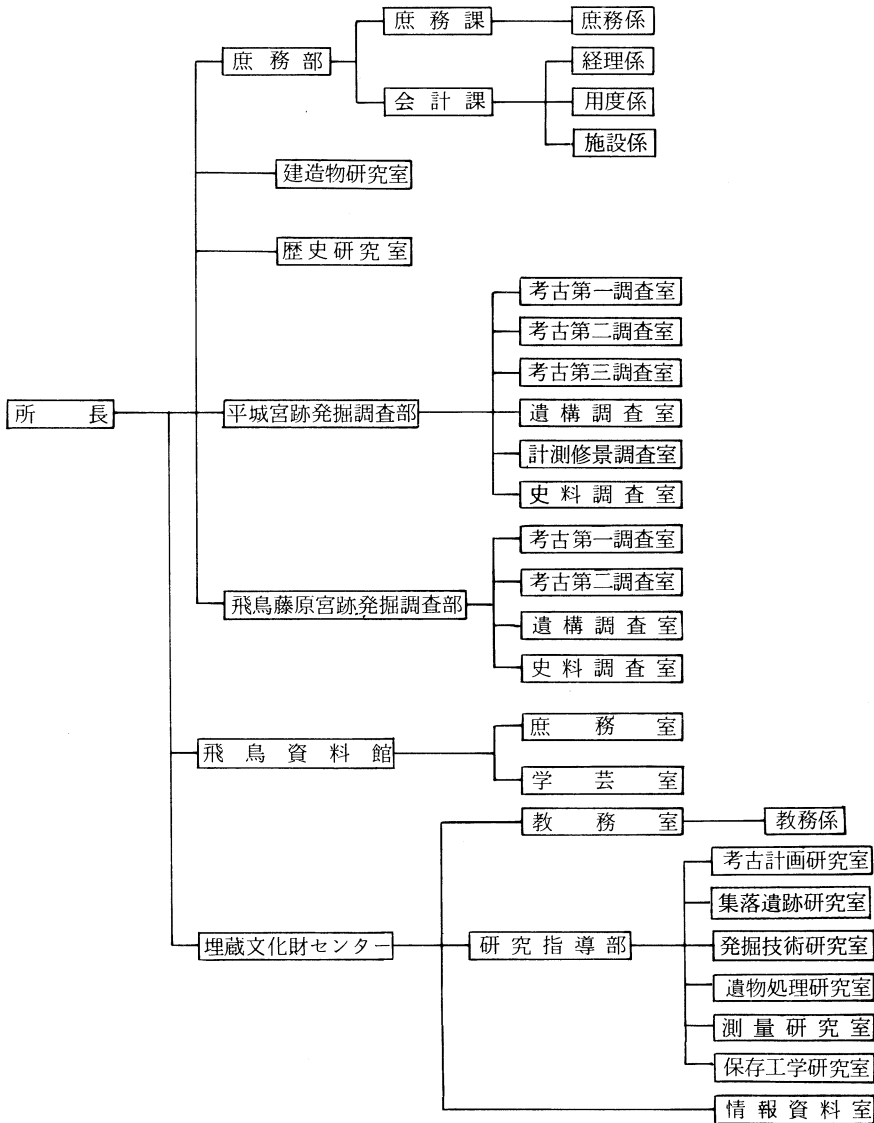 庶務課
庶務係
庶務部
経理係
会計課
用度係
施設係
建造物研究室
歴史研究室
考古第一調査室
考古第二調査室
考古第三調査室
所長
平城宮跡発掘調査部
遺構調査室
計測修景調査室
史料調査室
考古第一調査室
考古第二調査室
飛鳥藤原宮跡発掘調査部
遺構調査室
史料調査室
庶務室
飛鳥資料館
学芸室
教務室
教務係
考古計画研究室
集落遺跡研究室
埋蔵文化財センター
研究指導部
発掘技術研究室
遺物処理研究室
測量研究室
保存工学研究室
情報資料室